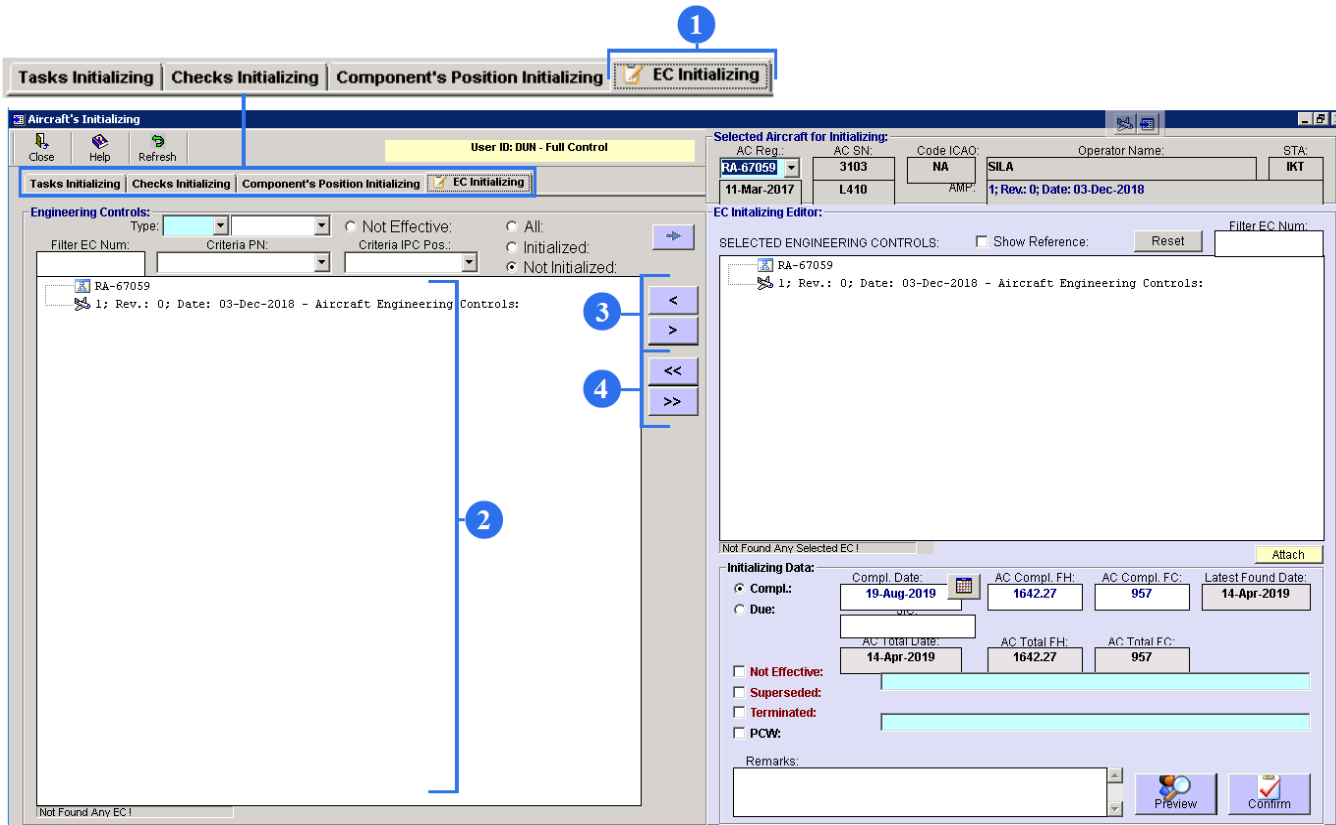 1
Tasks Initializing Checks Initializing Component's Position Initializing EC Initializing
Aircraft's Initializing
Close Help Refresh
User ID: DUN - Full Control
Tasks Initializing Checks Initializing Component's Position Initializing EC Initializing
Engineering Controls:
Type:
Not Effective:
All:
Filter EC Num: Criteria PN: Criteria IPC Pos.:
Initialized:
Not Initialized:
RA-67059
1; Rev.: 0; Date: 03-Dec-2018 - Aircraft Engineering Controls:
3
<
>
4
<<
>>
2
Not Found Any EC !
Selected Aircraft for Initializing:
AC Reg.: AC SN: Code ICAO: Operator Name: STA:
RA-67059 3103 NA SILA IKT
11-Mar-2017 L410 AMP: 1; Rev.: 0; Date: 03-Dec-2018
EC Initalizing Editor:
Filter EC Num:
SELECTED ENGINEERING CONTROLS: Show Reference: Reset
RA-67059
1; Rev.: 0; Date: 03-Dec-2018 - Aircraft Engineering Controls:
Not Found Any Selected EC !
Attach
Initializing Data:
Compl. Date: AC Compl. FH: AC Compl. FC: Latest Found Date:
Compl.: 19-Aug-2019 1642.27 957 14-Apr-2019
Due:
AC Total Date: AC Total FH: AC Total FC:
14-Apr-2019 1642.27 957
Not Effective:
Superseded:
Terminated:
PCW:
Remarks:
Preview Confirm